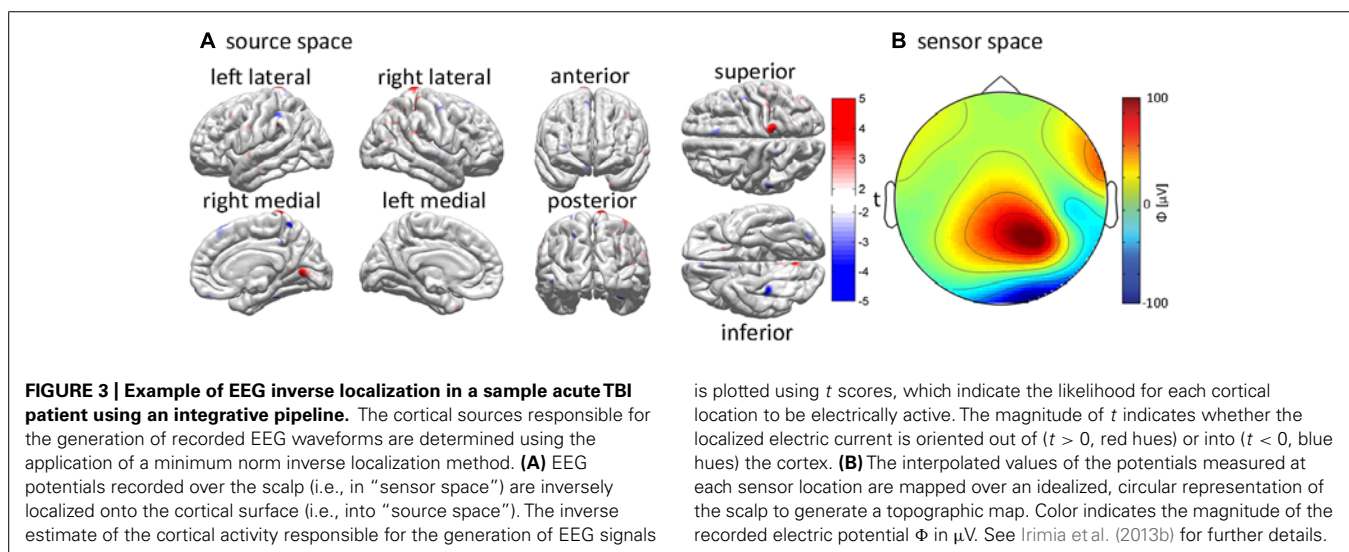 A source space
B sensor space
left lateral
right lateral
anterior
superior
right medial
left medial
posterior
inferior
5
4
3
2
t
-2
-3
-4
-5
100
0
-100
Φ [µV]
FIGURE 3 | Example of EEG inverse localization in a sample acute TBI
patient using an integrative pipeline. The cortical sources responsible for
the generation of recorded EEG waveforms are determined using the
application of a minimum norm inverse localization method. (A) EEG
potentials recorded over the scalp (i.e., in “sensor space”) are inversely
localized onto the cortical surface (i.e., into “source space”). The inverse
estimate of the cortical activity responsible for the generation of EEG signals
is plotted using t scores, which indicate the likelihood for each cortical
location to be electrically active. The magnitude of t indicates whether the
localized electric current is oriented out of (t > 0, red hues) or into (t < 0, blue
hues) the cortex. (B) The interpolated values of the potentials measured at
each sensor location are mapped over an idealized, circular representation of
the scalp to generate a topographic map. Color indicates the magnitude of the
recorded electric potential Φ in µV. See Irimia et al. (2013b) for further details.